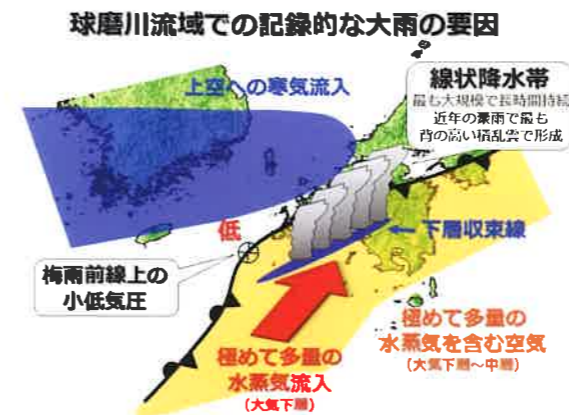 球磨川流域での記録的な大雨の要因
上空への寒気流入
線状降水帯
最も大規模で長時間持続
近年の豪雨で最も
背の高い積乱雲で形成
低
←下層収束線
梅雨前線上の
小低気圧
極めて多量の
水蒸気を含む空気
(大気下層～中層)
極めて多量の
水蒸気流入
(大気下層)